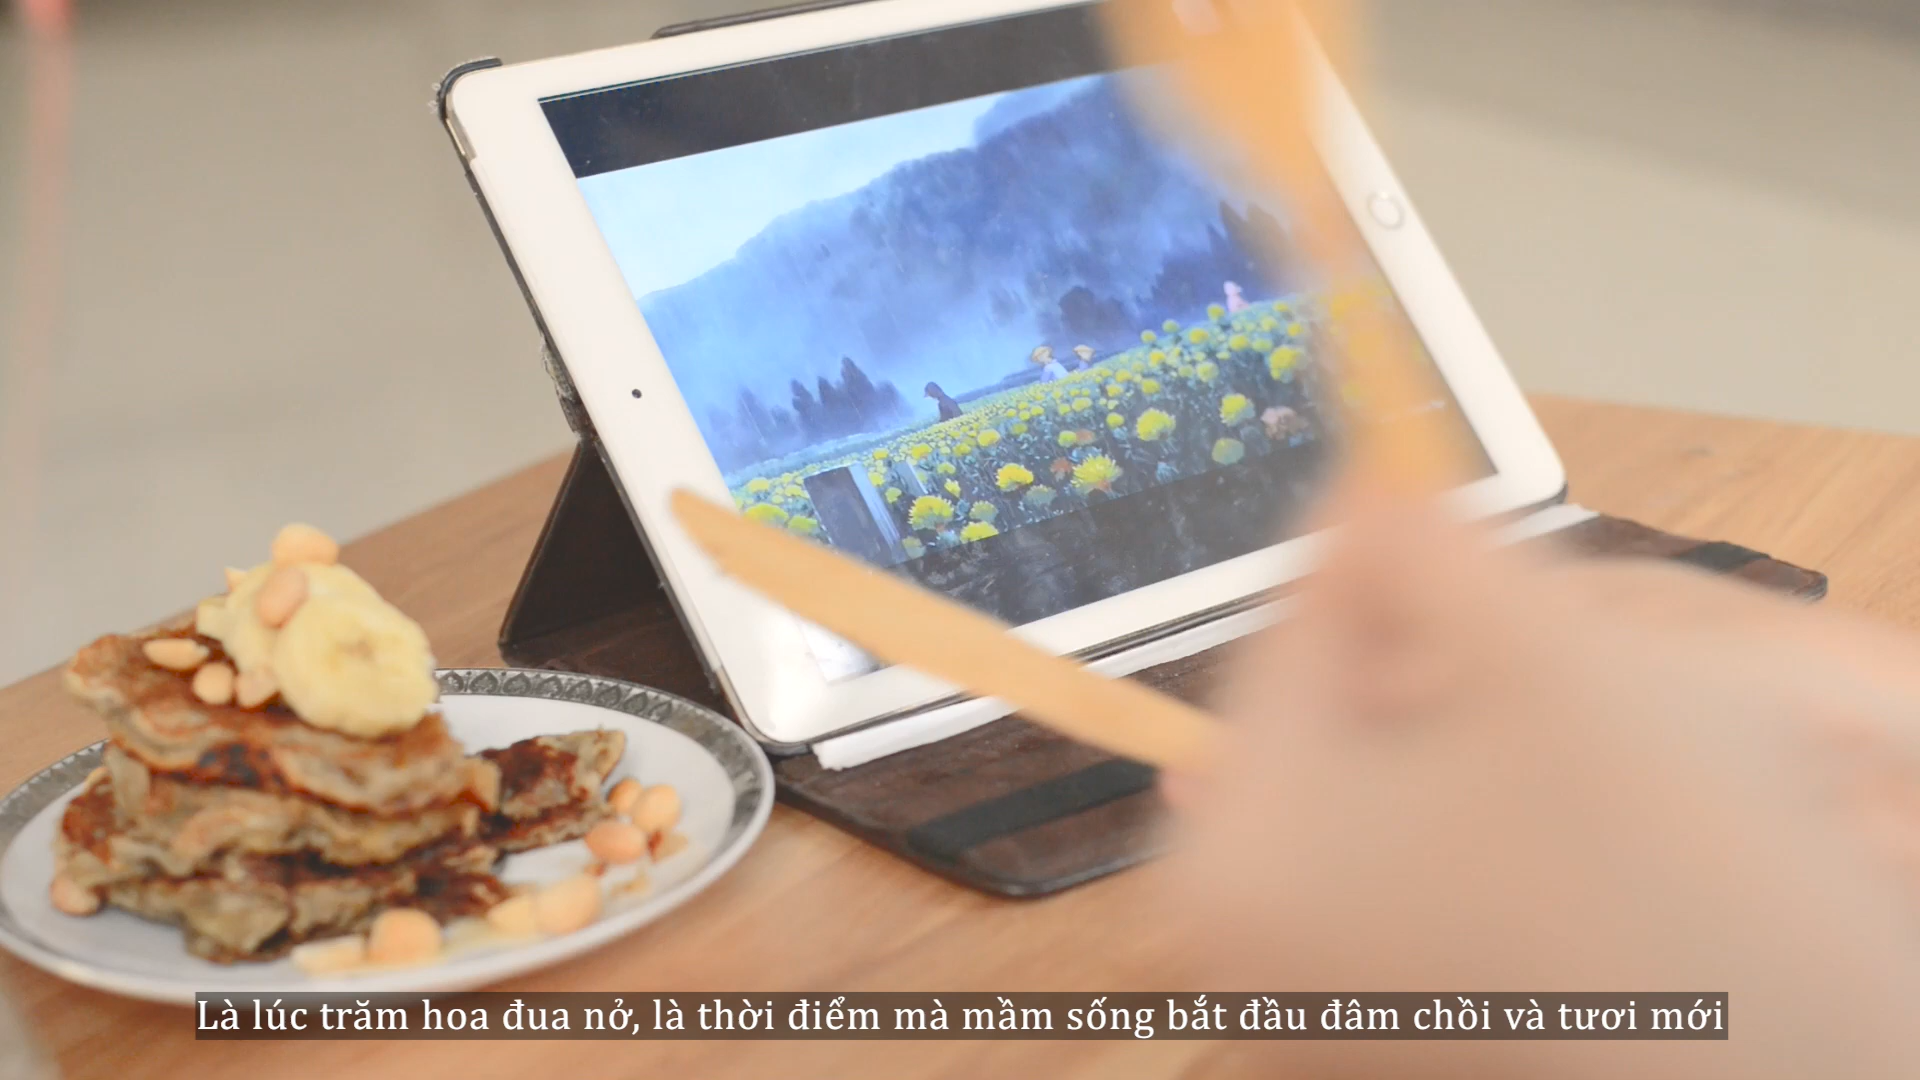 Là lúc trăm hoa đua nở, là thời điểm mà mầm sống bắt đầu đâm chồi và tươi mới